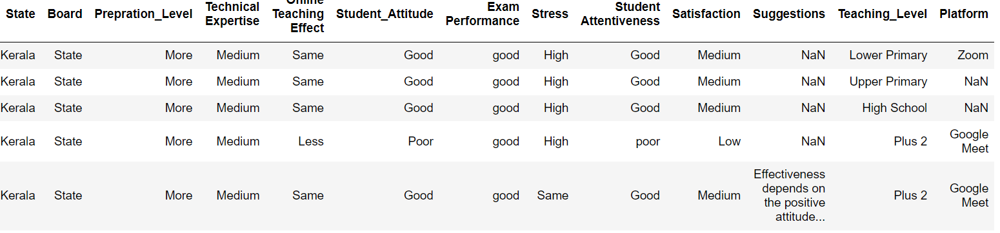 State Board Prepration_Level Technical Expertise Online Teaching Effect Student_Attitude Exam Performance Stress Student Attentiveness Satisfaction Suggestions Teaching_Level Platform
Kerala State More Medium Same Good good High Good Medium NaN Lower Primary Zoom
Kerala State More Medium Same Good good High Good Medium NaN Upper Primary NaN
Kerala State More Medium Same Good good High Good Medium NaN High School NaN
Kerala State More Medium Less Poor good High poor Low NaN Plus 2 Google Meet
Kerala State More Medium Same Good good Same Good Medium Effectiveness depends on the positive attitude... Plus 2 Google Meet